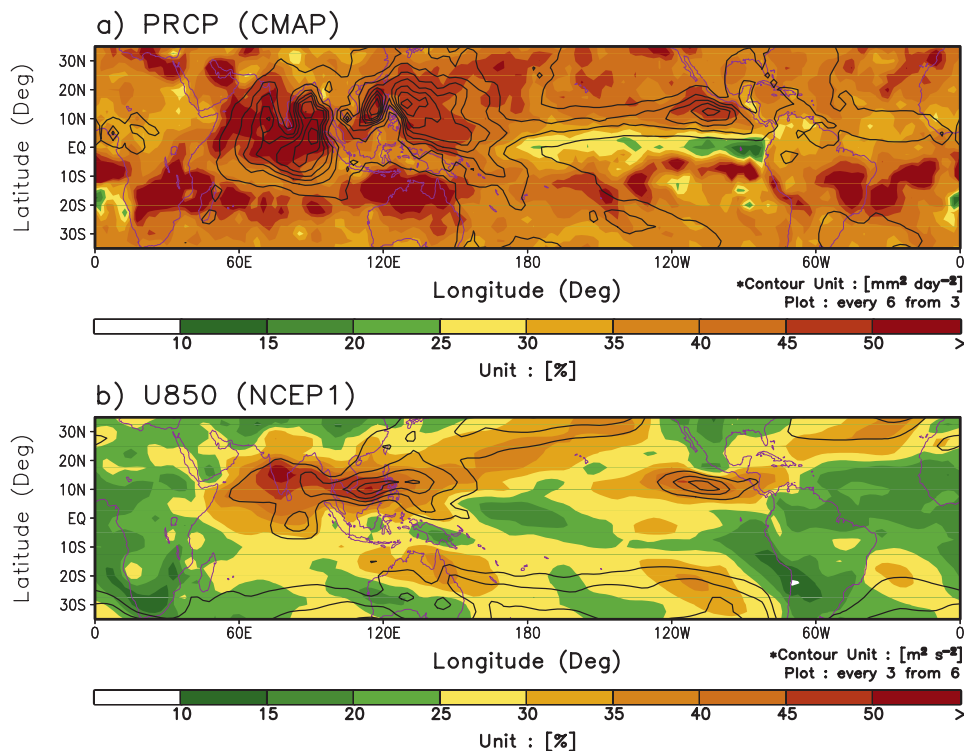 a) PRCP (CMAP)
Latitude (Deg)
30N
20N
10N
EQ
10S
20S
30S
0 60E 120E 120W 60W 0
Longitude (Deg)
*Contour Unit : [mm² day⁻²]
Plot : every 6 from 3
10 15 20 25 30 35 40 45 50 >
Unit : [%]
b) U850 (NCEP1)
Latitude (Deg)
30N
20N
10N
EQ
10S
20S
30S
0 60E 120E 120W 60W 0
Longitude (Deg)
*Contour Unit : [m² s⁻²]
Plot : every 3 from 6
10 15 20 25 30 35 40 45 50 >
Unit : [%]